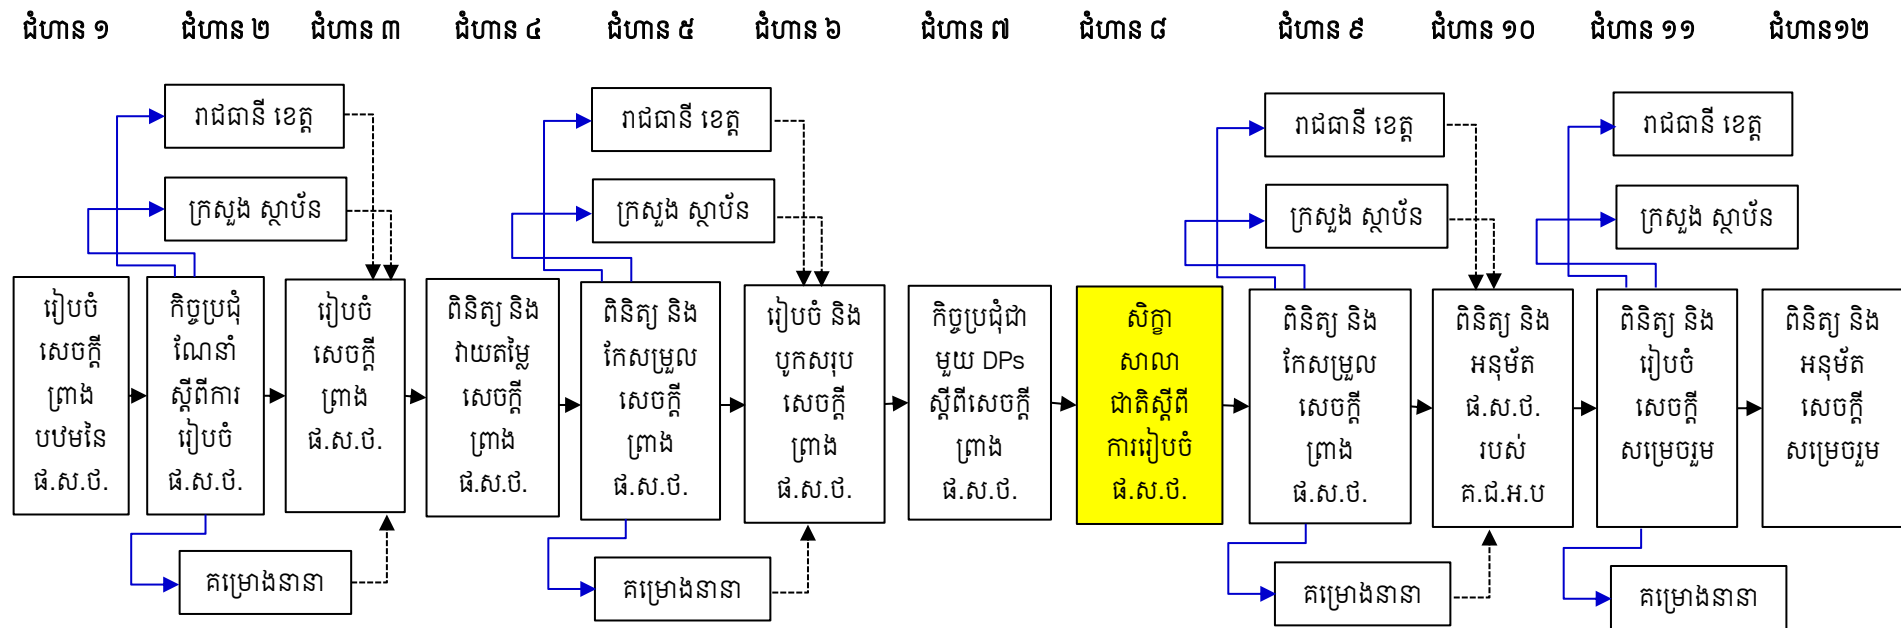 ជំហាន ១
ជំហាន ២
ជំហាន ៣
ជំហាន ៤
ជំហាន ៥
ជំហាន ៦
ជំហាន ៧
ជំហាន ៨
ជំហាន ៩
ជំហាន ១០
ជំហាន ១១
ជំហាន១២
រាជធានី ខេត្ត
រាជធានី ខេត្ត
រាជធានី ខេត្ត
រាជធានី ខេត្ត
ក្រសួង ស្ថាប័ន
ក្រសួង ស្ថាប័ន
ក្រសួង ស្ថាប័ន
ក្រសួង ស្ថាប័ន
រៀបចំ
សេចក្តី
ព្រាង
បឋមនៃ
ផ.ស.ថ.
កិច្ចប្រជុំ
ណែនាំ
ស្តីពីការ
រៀបចំ
ផ.ស.ថ.
រៀបចំ
សេចក្តី
ព្រាង
ផ.ស.ថ.
ពិនិត្យ និង
វាយតម្លៃ
សេចក្តី
ព្រាង
ផ.ស.ថ.
ពិនិត្យ និង
កែសម្រួល
សេចក្តី
ព្រាង
ផ.ស.ថ.
រៀបចំ និង
បូកសរុប
សេចក្តី
ព្រាង
ផ.ស.ថ.
កិច្ចប្រជុំជា
មួយ DPs
ស្តីពីសេចក្តី
ព្រាង
ផ.ស.ថ.
សិក្ខា
សាលា
ជាតិស្តីពី
ការរៀបចំ
ផ.ស.ថ.
ពិនិត្យ និង
កែសម្រួល
សេចក្តី
ព្រាង
ផ.ស.ថ.
ពិនិត្យ និង
អនុម័ត
ផ.ស.ថ.
របស់
គ.ជ.អ.ប
ពិនិត្យ និង
រៀបចំ
សេចក្តី
សម្រេចរួម
ពិនិត្យ និង
អនុម័ត
សេចក្តី
សម្រេចរួម
គម្រោងនានា
គម្រោងនានា
គម្រោងនានា
គម្រោងនានា